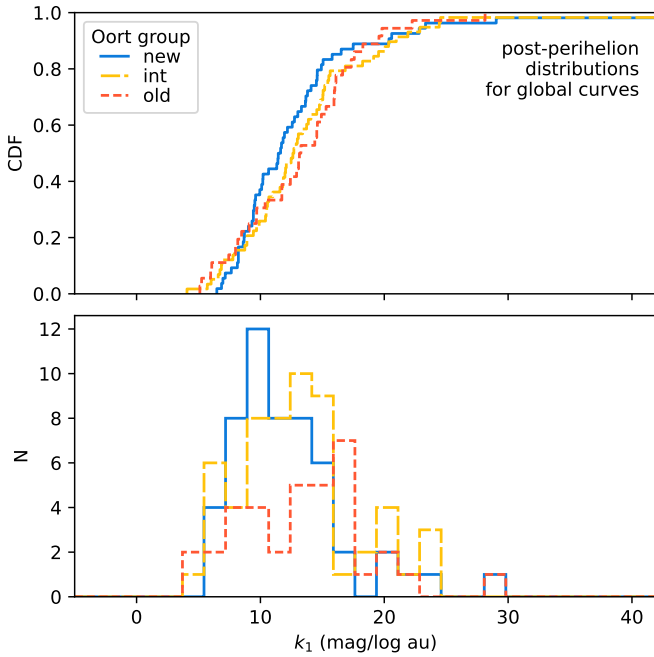 1.0
0.8
0.6
0.4
0.2
0.0
CDF
Oort group
new
int
old
post-perihelion
distributions
for global curves
12
10
8
6
4
2
0
N
0 10 20 30 40
k₁ (mag/log au)